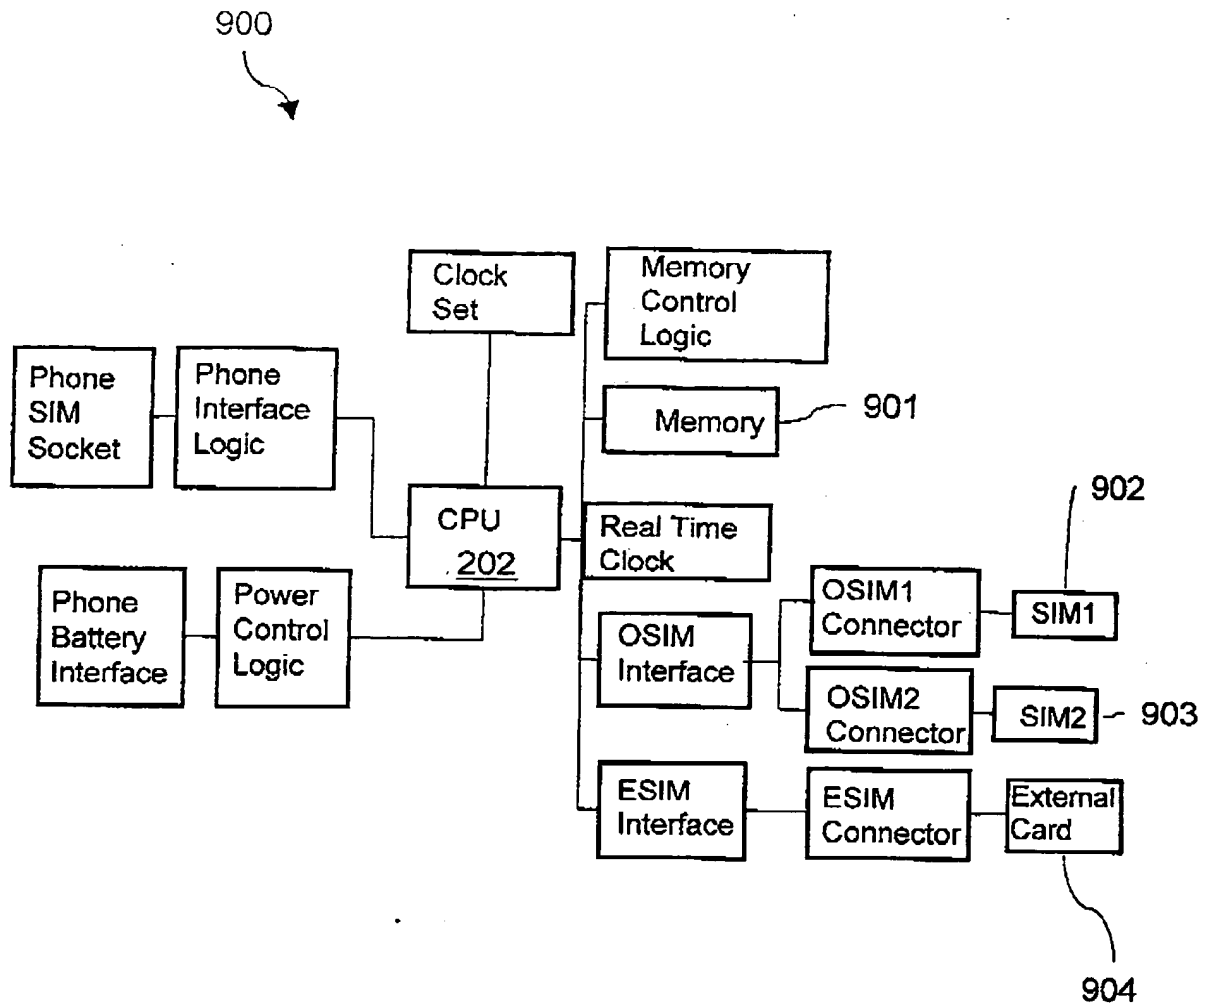 900
Clock
Set
Memory
Control
Logic
Phone
SIM
Socket
Phone
Interface
Logic
Memory
901
CPU
202
Real Time
Clock
902
Phone
Battery
Interface
Power
Control
Logic
OSIM
Interface
OSIM1
Connector
SIM1
OSIM2
Connector
SIM2
903
ESIM
Interface
ESIM
Connector
External
Card
904